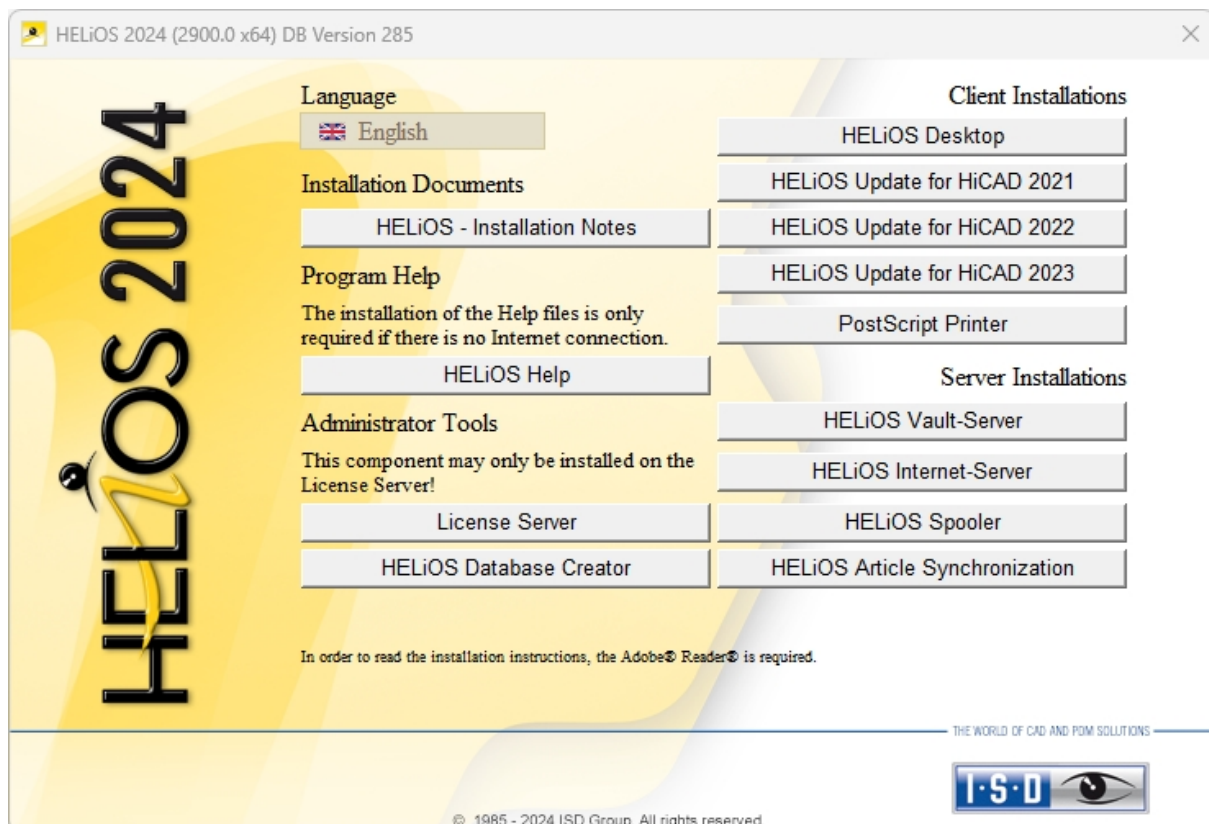 HELiOS 2024 (2900.0 x64) DB Version 285
HELiOS 2024
Language
English
Installation Documents
HELiOS - Installation Notes
Program Help
The installation of the Help files is only
required if there is no Internet connection.
HELiOS Help
Administrator Tools
This component may only be installed on the
License Server!
License Server
HELiOS Database Creator
Client Installations
HELiOS Desktop
HELiOS Update for HiCAD 2021
HELiOS Update for HiCAD 2022
HELiOS Update for HiCAD 2023
PostScript Printer
Server Installations
HELiOS Vault-Server
HELiOS Internet-Server
HELiOS Spooler
HELiOS Article Synchronization
In order to read the installation instructions, the Adobe® Reader® is required.
THE WORLD OF CAD AND PDM SOLUTIONS
I·S·D
© 1985 - 2024 ISD Group. All rights reserved